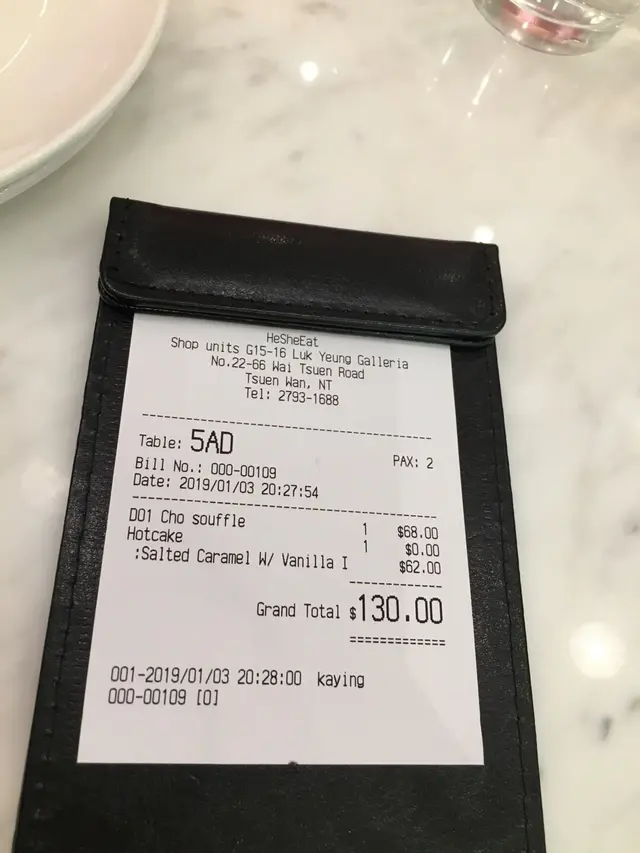 HeSheEat
Shop units G15-16 Luk Yeung Galleria
No.22-66 Wai Tsuen Road
Tsuen Wan, NT
Tel: 2793-1688
Table: 5AD PAX: 2
Bill No.: 000-00109
Date: 2019/01/03 20:27:54
D01 Cho souffle 1 $68.00
Hotcake 1 $0.00
:Salted Caramel W/ Vanilla I $62.00
Grand Total $130.00
001-2019/01/03 20:28:00 kaying
000-00109 [0]